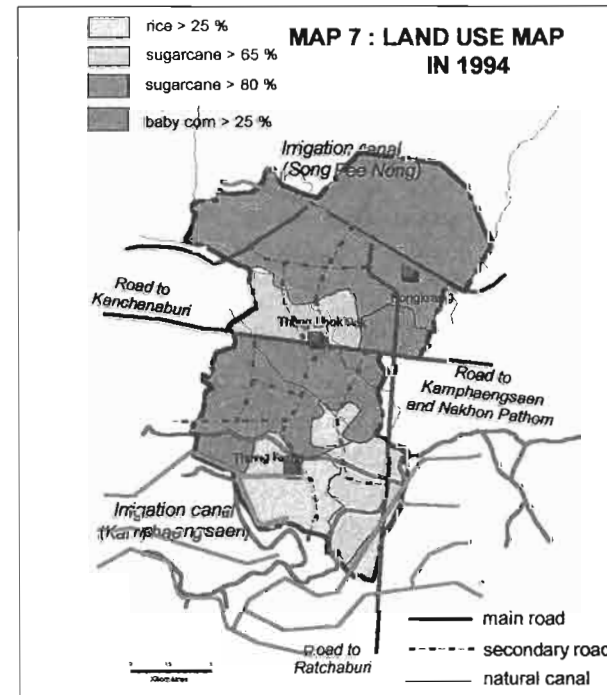 rice > 25 %
sugarcane > 65 %
sugarcane > 80 %
baby corn > 25 %
MAP 7 : LAND USE MAP
IN 1994
Irrigation canal
(Song Pee Nong)
Road to
Kanchanaburi
Road to
Kamphaengsaen
and Nakhon Pathom
Irrigation canal
(Kamphaengsaen)
Road to
Ratchaburi
main road
secondary road
natural canal